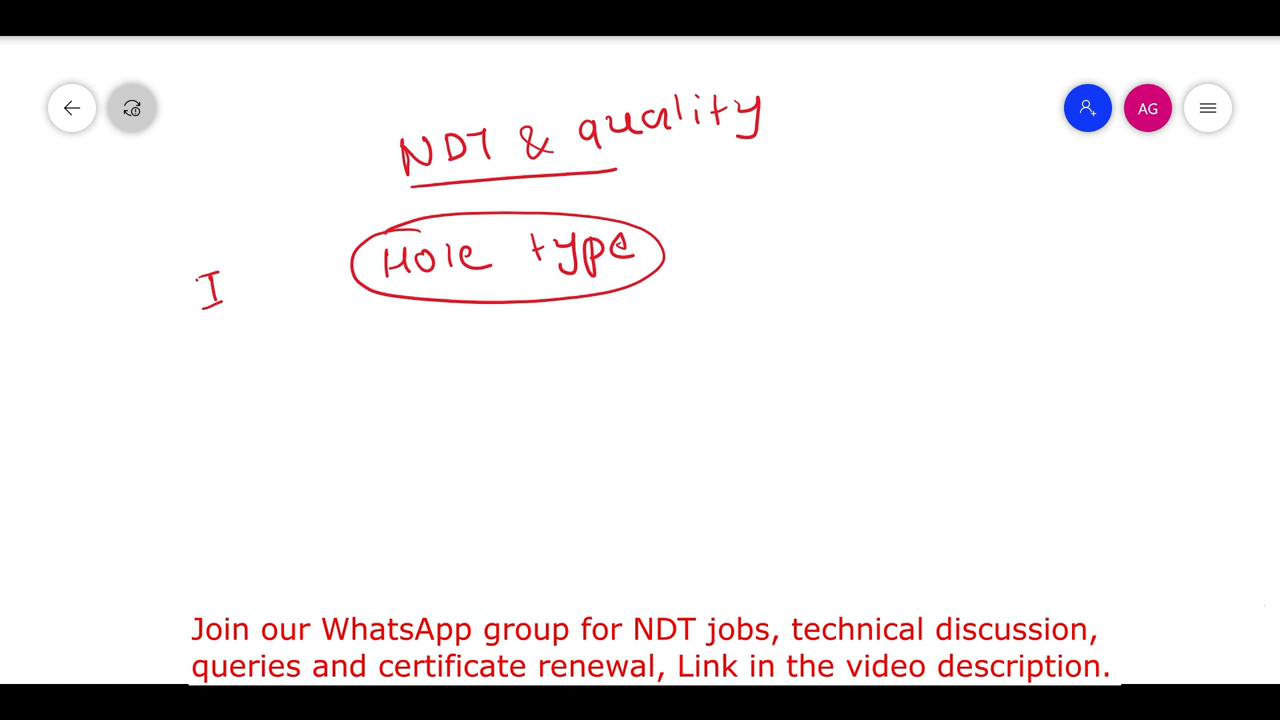 NDT & quality
AG
Hole type
I
Join our WhatsApp group for NDT jobs, technical discussion,
queries and certificate renewal, Link in the video description.